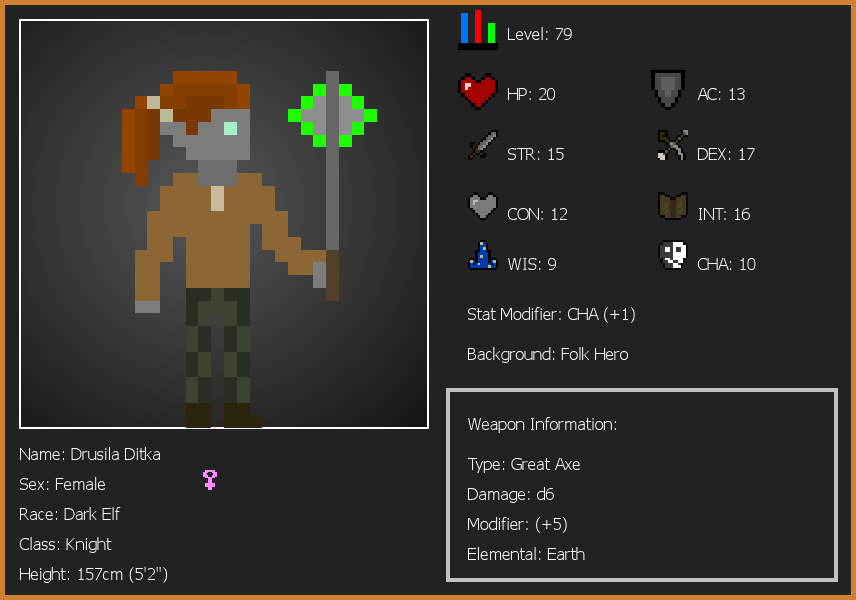 Level: 79
HP: 20
AC: 13
STR: 15
DEX: 17
CON: 12
INT: 16
WIS: 9
CHA: 10
Stat Modifier: CHA (+1)
Background: Folk Hero
Weapon Information:
Type: Great Axe
Damage: d6
Modifier: (+5)
Elemental: Earth
Name: Drusila Ditka
Sex: Female
Race: Dark Elf
Class: Knight
Height: 157cm (5'2")